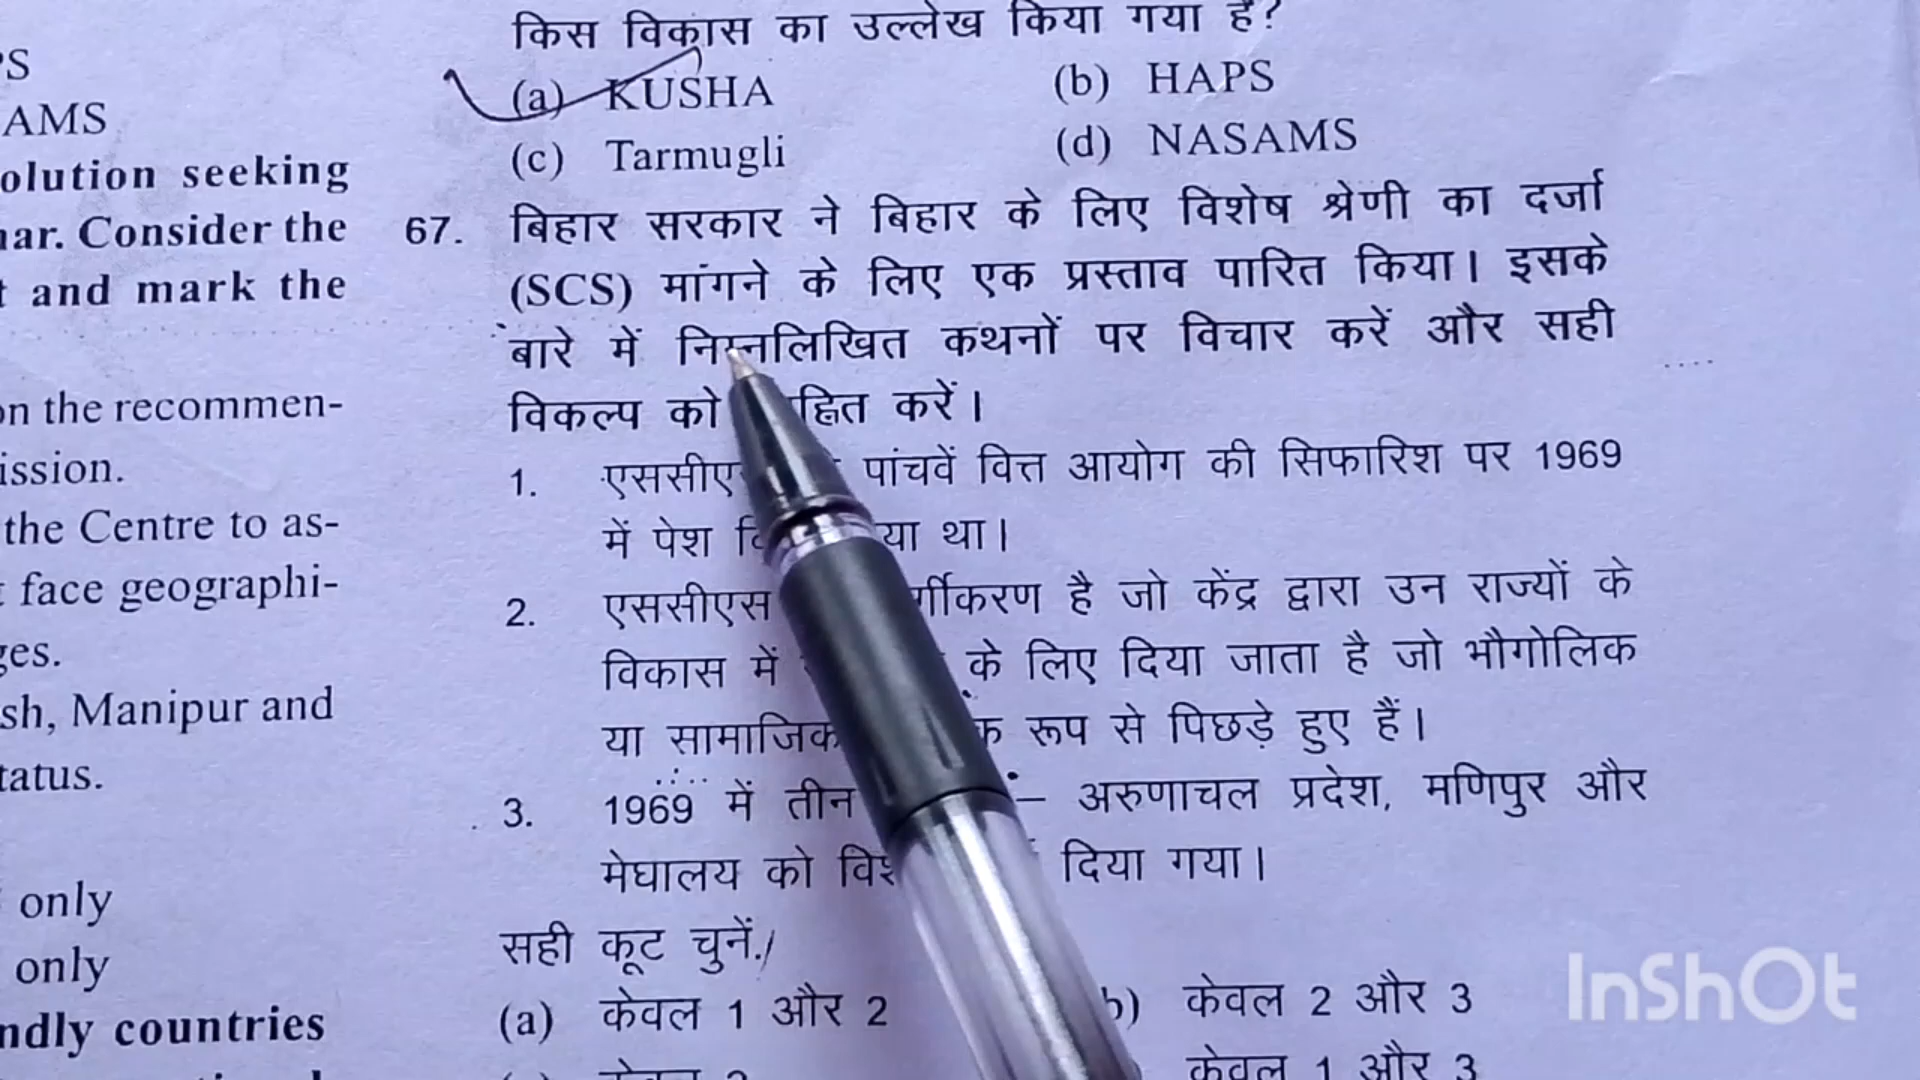 किस विकास का उल्लेख किया गया है?
(a) KUSHA (b) HAPS
(c) Tarmugli (d) NASAMS
67. बिहार सरकार ने बिहार के लिए विशेष श्रेणी का दर्जा
(SCS) मांगने के लिए एक प्रस्ताव पारित किया। इसके
बारे में निम्नलिखित कथनों पर विचार करें और सही
विकल्प को करें।
1. पांचवें वित्त आयोग की सिफारिश पर 1969
में पेश था।
2. एससीएस है जो केंद्र द्वारा उन राज्यों के
विकास में के लिए दिया जाता है जो भौगोलिक
या रूप से पिछड़े हुए हैं।
3. 1969 में तीन – अरुणाचल प्रदेश, मणिपुर और
मेघालय को दिया गया।
सही कूट चुनें./
(a) केवल 1 और 2 केवल 2 और 3
केवल 1 और 3
AMS
olution seeking
Consider the
and mark the
on the recommen-
ission.
the Centre to as-
face geographi-
ges.
sh, Manipur and
tatus.
only
only
ndly countries
InShOt